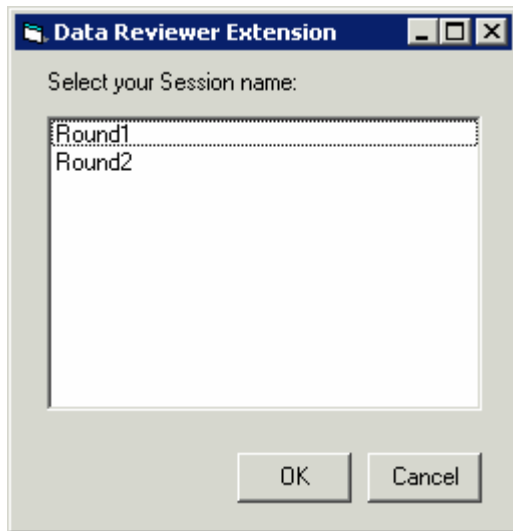 Data Reviewer Extension
Select your Session name:
Round1
Round2
OK Cancel